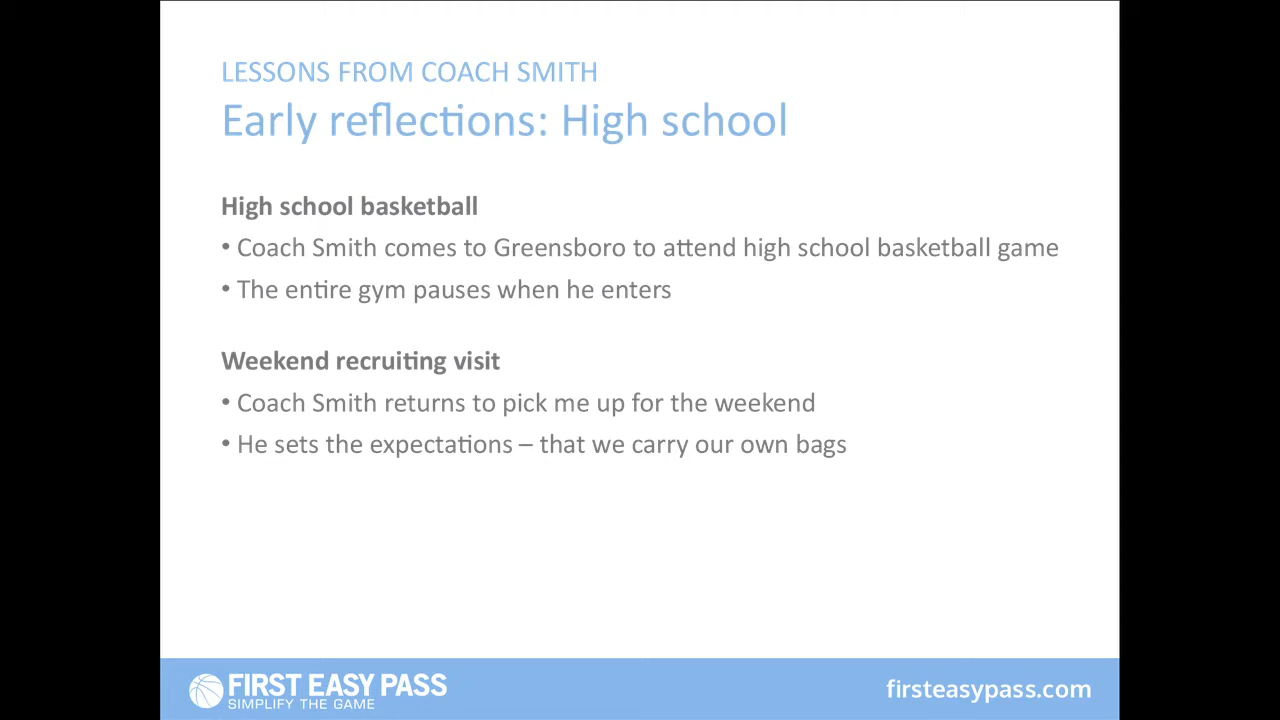 LESSONS FROM COACH SMITH
Early reflections: High school
High school basketball
• Coach Smith comes to Greensboro to attend high school basketball game
• The entire gym pauses when he enters
Weekend recruiting visit
• Coach Smith returns to pick me up for the weekend
• He sets the expectations – that we carry our own bags
FIRST EASY PASS
SIMPLIFY THE GAME
firsteasypass.com